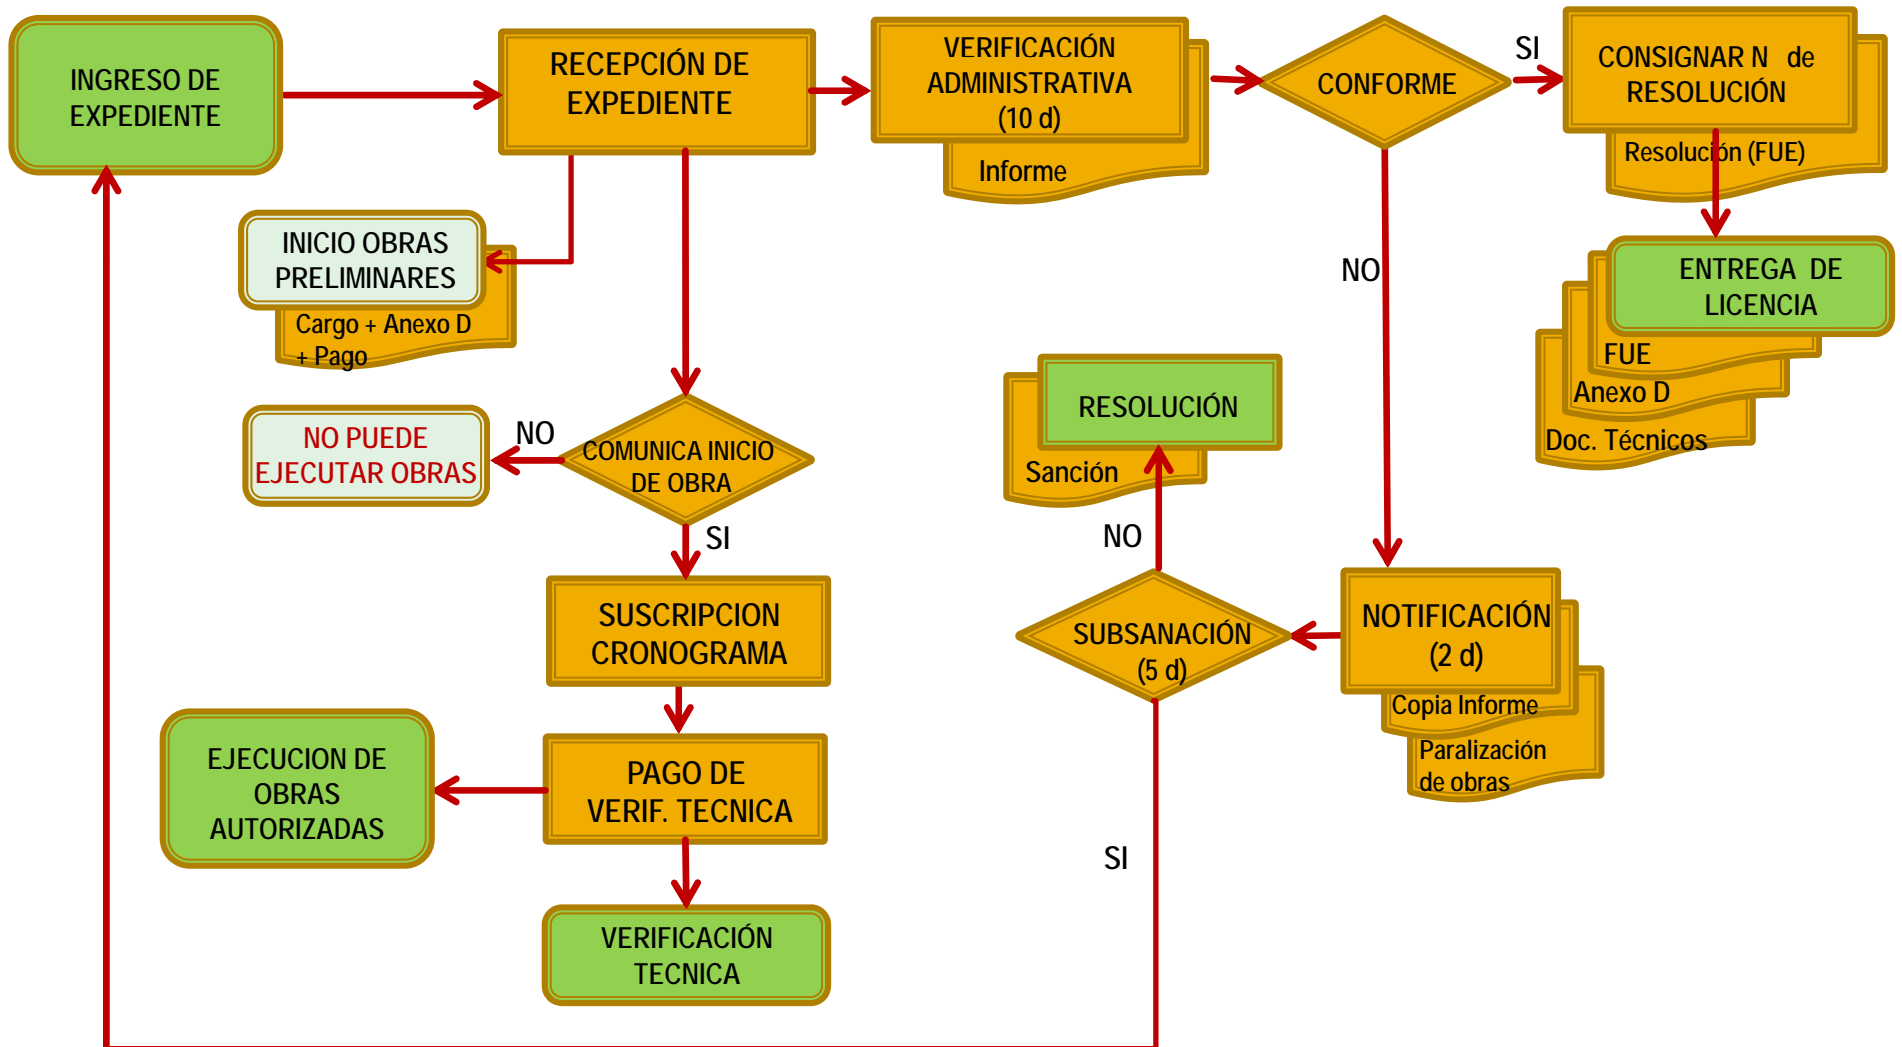 INGRESO DE
EXPEDIENTE
RECEPCIÓN DE
EXPEDIENTE
VERIFICACIÓN
ADMINISTRATIVA
(10 d)
Informe
CONFORME
SI
CONSIGNAR N de
RESOLUCIÓN
Resolución (FUE)
INICIO OBRAS
PRELIMINARES
Cargo + Anexo D
+ Pago
NO
ENTREGA DE
LICENCIA
FUE
Anexo D
Doc. Técnicos
RESOLUCIÓN
Sanción
NO PUEDE
EJECUTAR OBRAS
NO
COMUNICA INICIO
DE OBRA
SI
NO
SUSCRIPCION
CRONOGRAMA
SUBSANACIÓN
(5 d)
NOTIFICACIÓN
(2 d)
Copia Informe
Paralización
de obras
EJECUCION DE
OBRAS
AUTORIZADAS
PAGO DE
VERIF. TECNICA
SI
VERIFICACIÓN
TECNICA